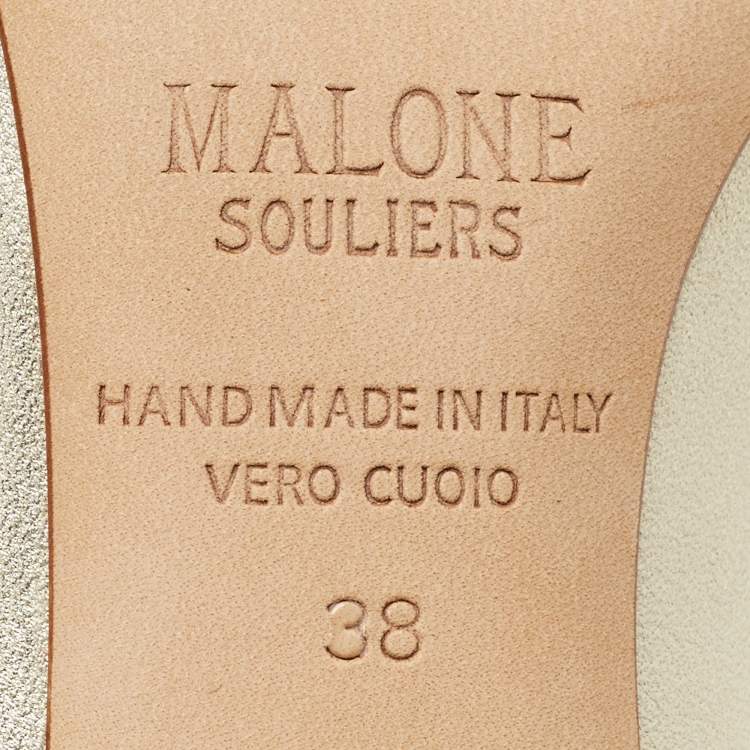 MALONE
SOULIERS
HAND MADE IN ITALY
VERO CUOIO
38